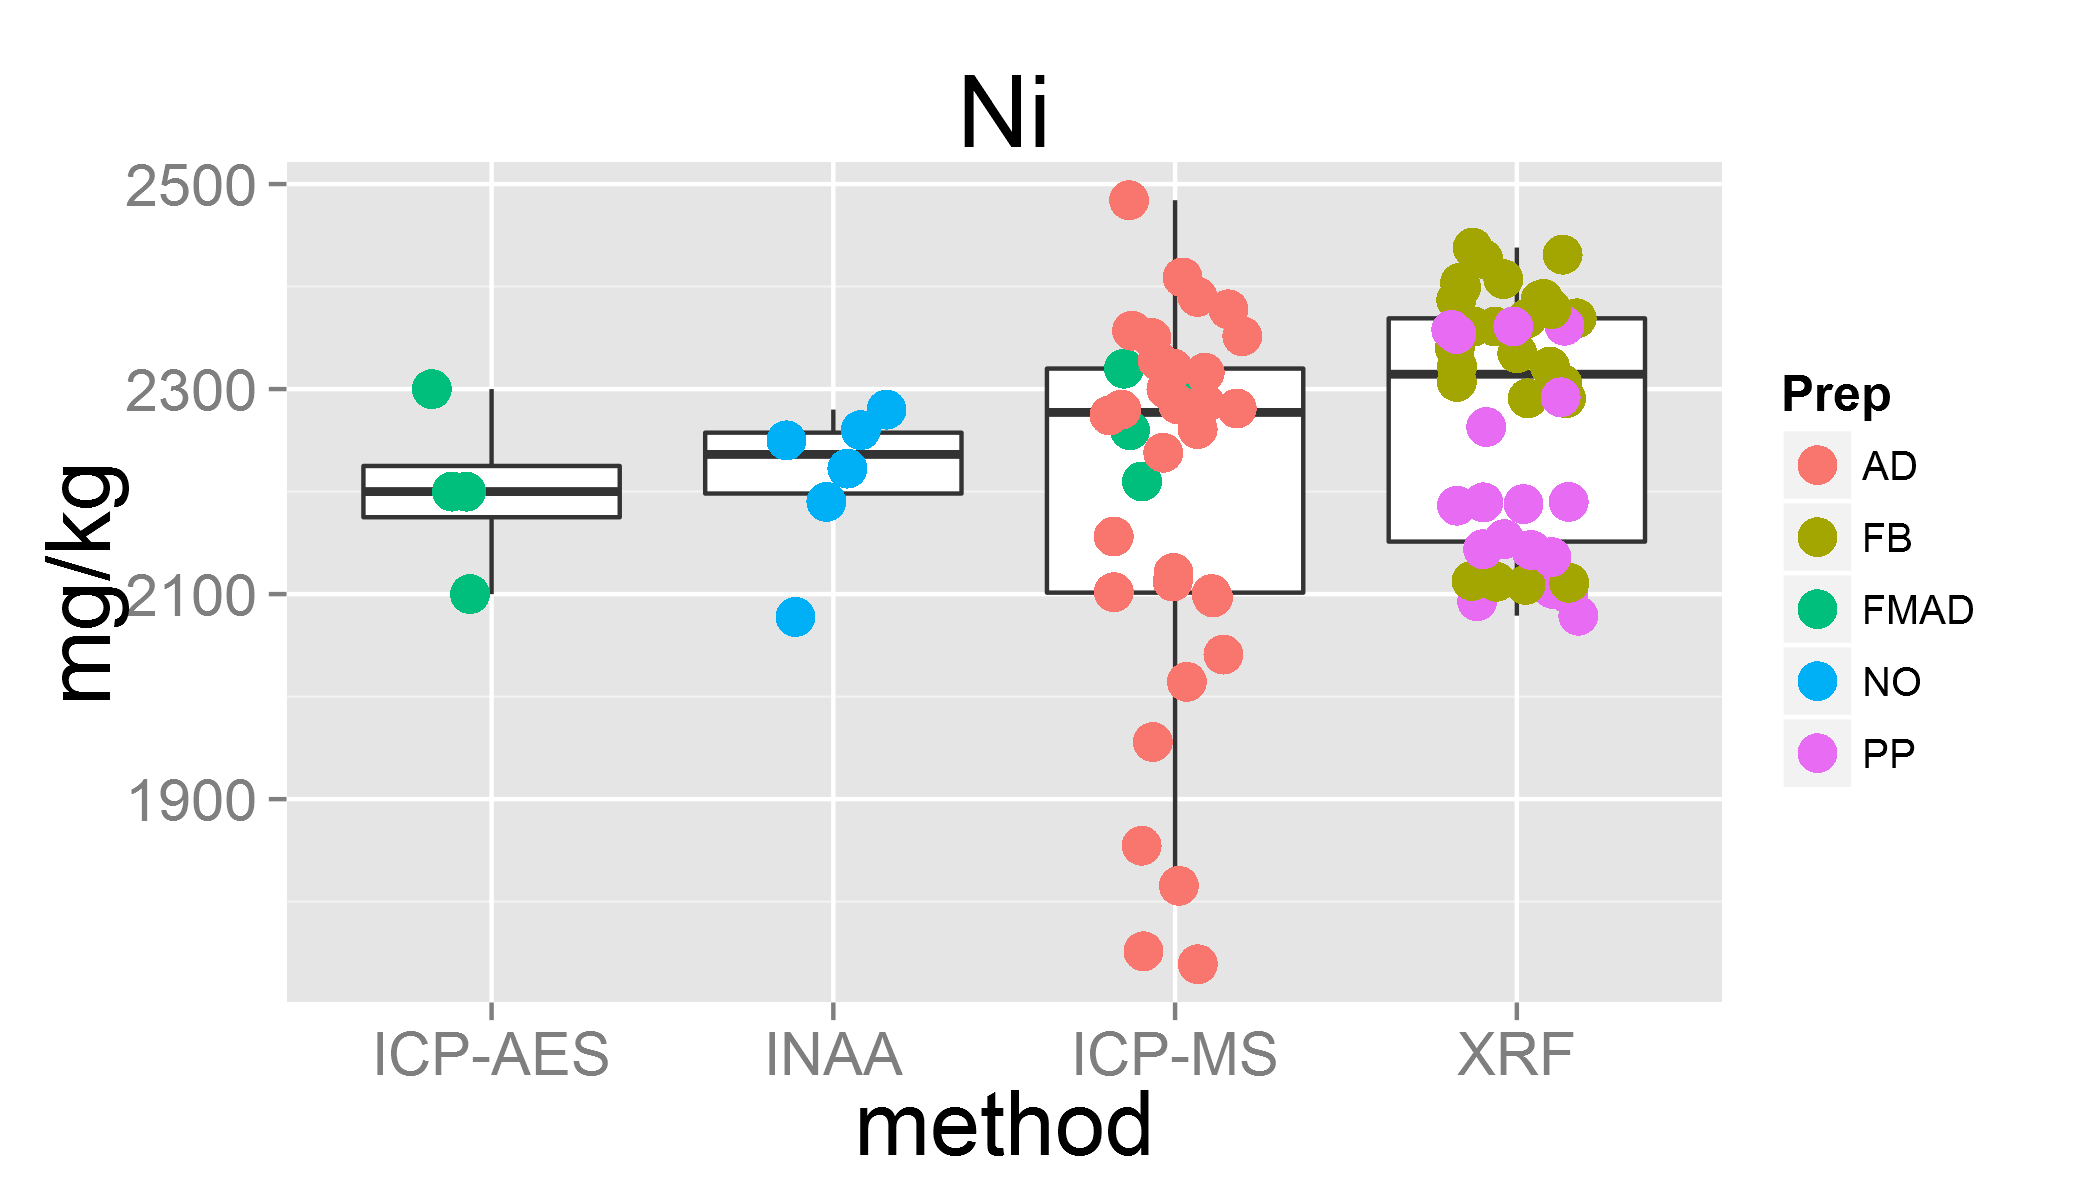 Ni
mg/kg
2500
2300
2100
1900
ICP-AES INAA ICP-MS XRF
method
Prep
AD
FB
FMAD
NO
PP